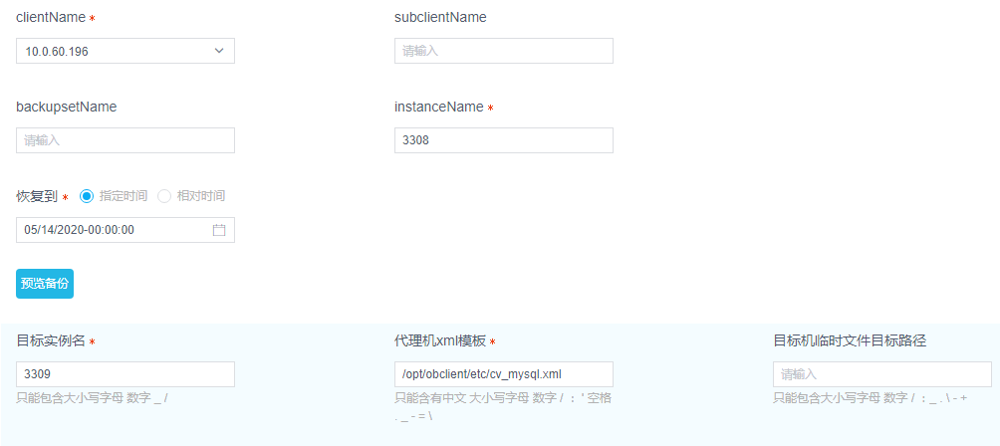 clientName *
subclientName
10.0.60.196
请输入
backupsetName
instanceName *
请输入
3308
恢复到 * 指定时间 相对时间
05/14/2020-00:00:00
预览备份
目标实例名 *
代理机xml模板 *
目标机临时文件目标路径
3309
/opt/obclient/etc/cv_mysql.xml
请输入
只能包含大小写字母 数字 _ /
只能含有中文 大小写字母 数字 / : ' 空格
. _ - = \
只能包含大小写字母 数字 / : _ . \ - +